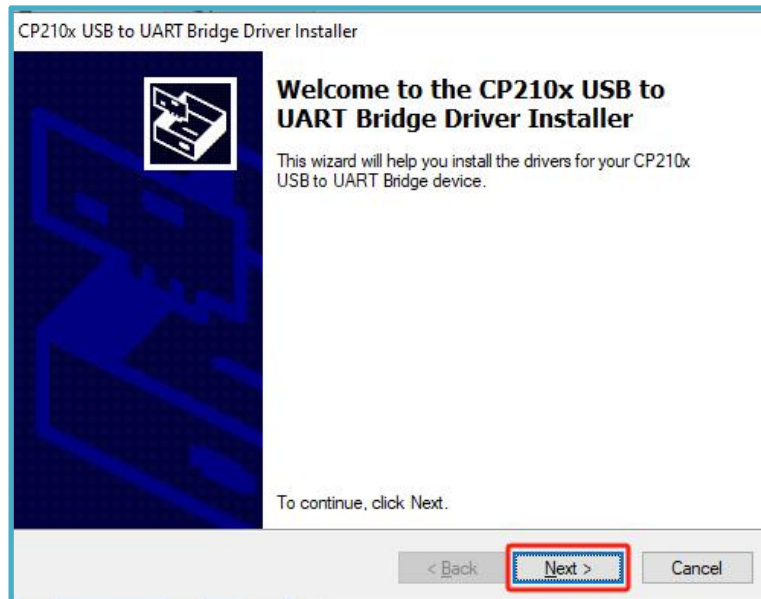 CP210x USB to UART Bridge Driver Installer
Welcome to the CP210x USB to
UART Bridge Driver Installer
This wizard will help you install the drivers for your CP210x
USB to UART Bridge device.
To continue, click Next.
< Back
Next >
Cancel